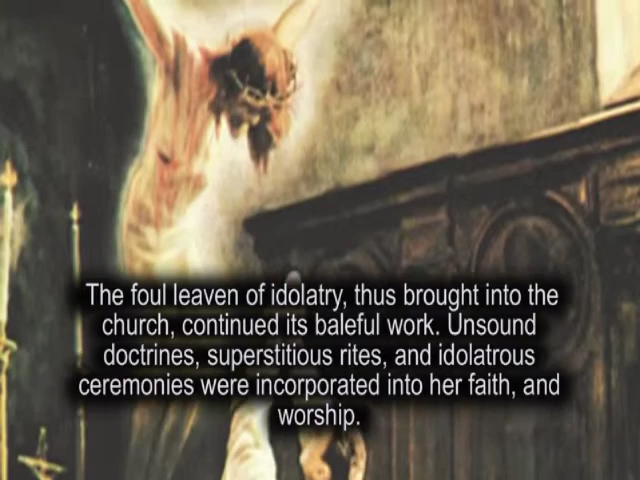 The foul leaven of idolatry, thus brought into the
church, continued its baleful work. Unsound
doctrines, superstitious rites, and idolatrous
ceremonies were incorporated into her faith, and
worship.